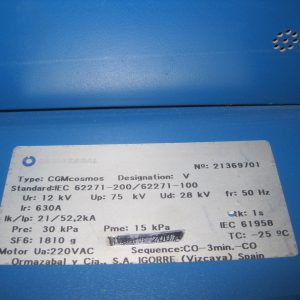 ORMAZABAL
Nº: 21369701
Type: CGMcosmos Designation: V
Standard:IEC 62271-200/62271-100
Ur: 12 kV Up: 75 kV Ud: 28 kV fr: 50 Hz
Ir: 630A
Ik/Ip: 21/52,2kA tk: 1s
Pre: 30 kPa Pme: 15 kPa IEC 61958
SF6: 1810 g TC: -25 ºC
Motor Ua:220VAC Sequence:CO-3min.-CO
Ormazabal y Cia., S.A. IGORRE (Vizcaya) Spain